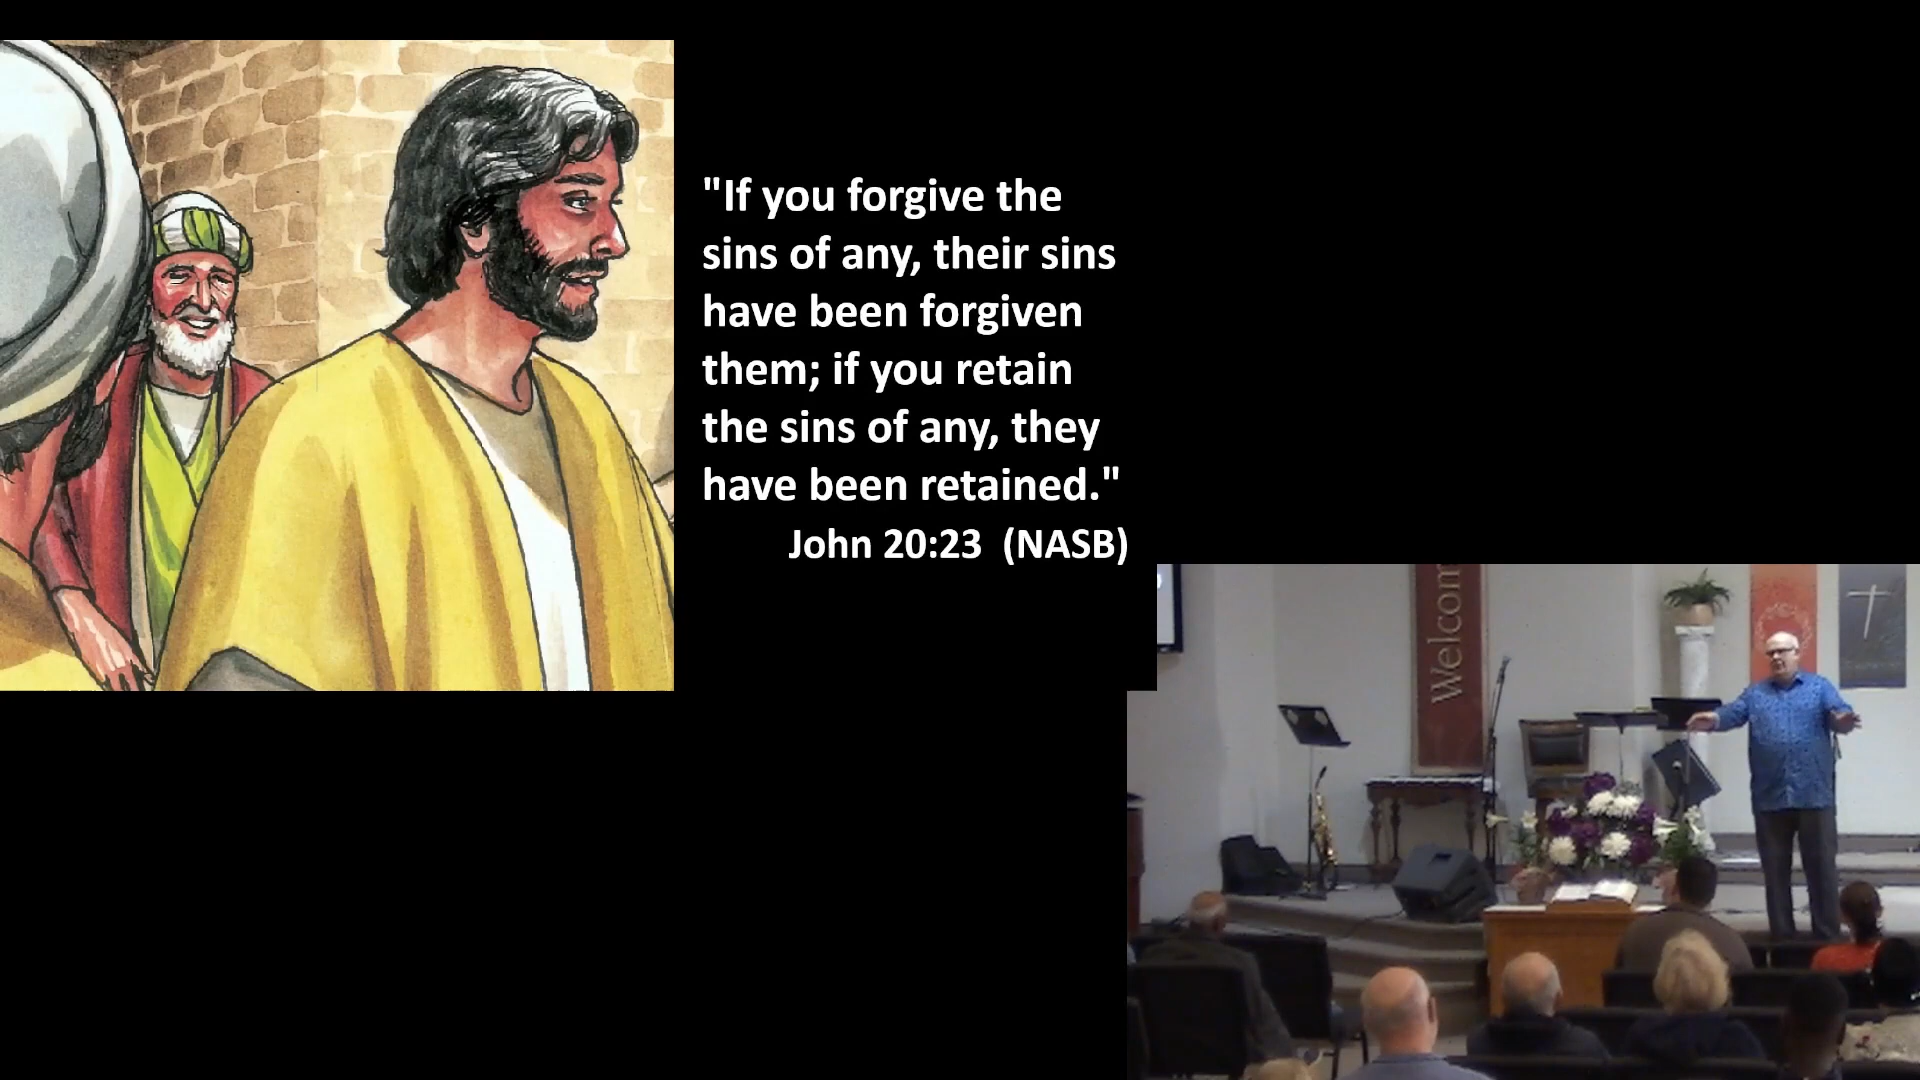 "If you forgive the
sins of any, their sins
have been forgiven
them; if you retain
the sins of any, they
have been retained."
John 20:23  (NASB)
Welcom